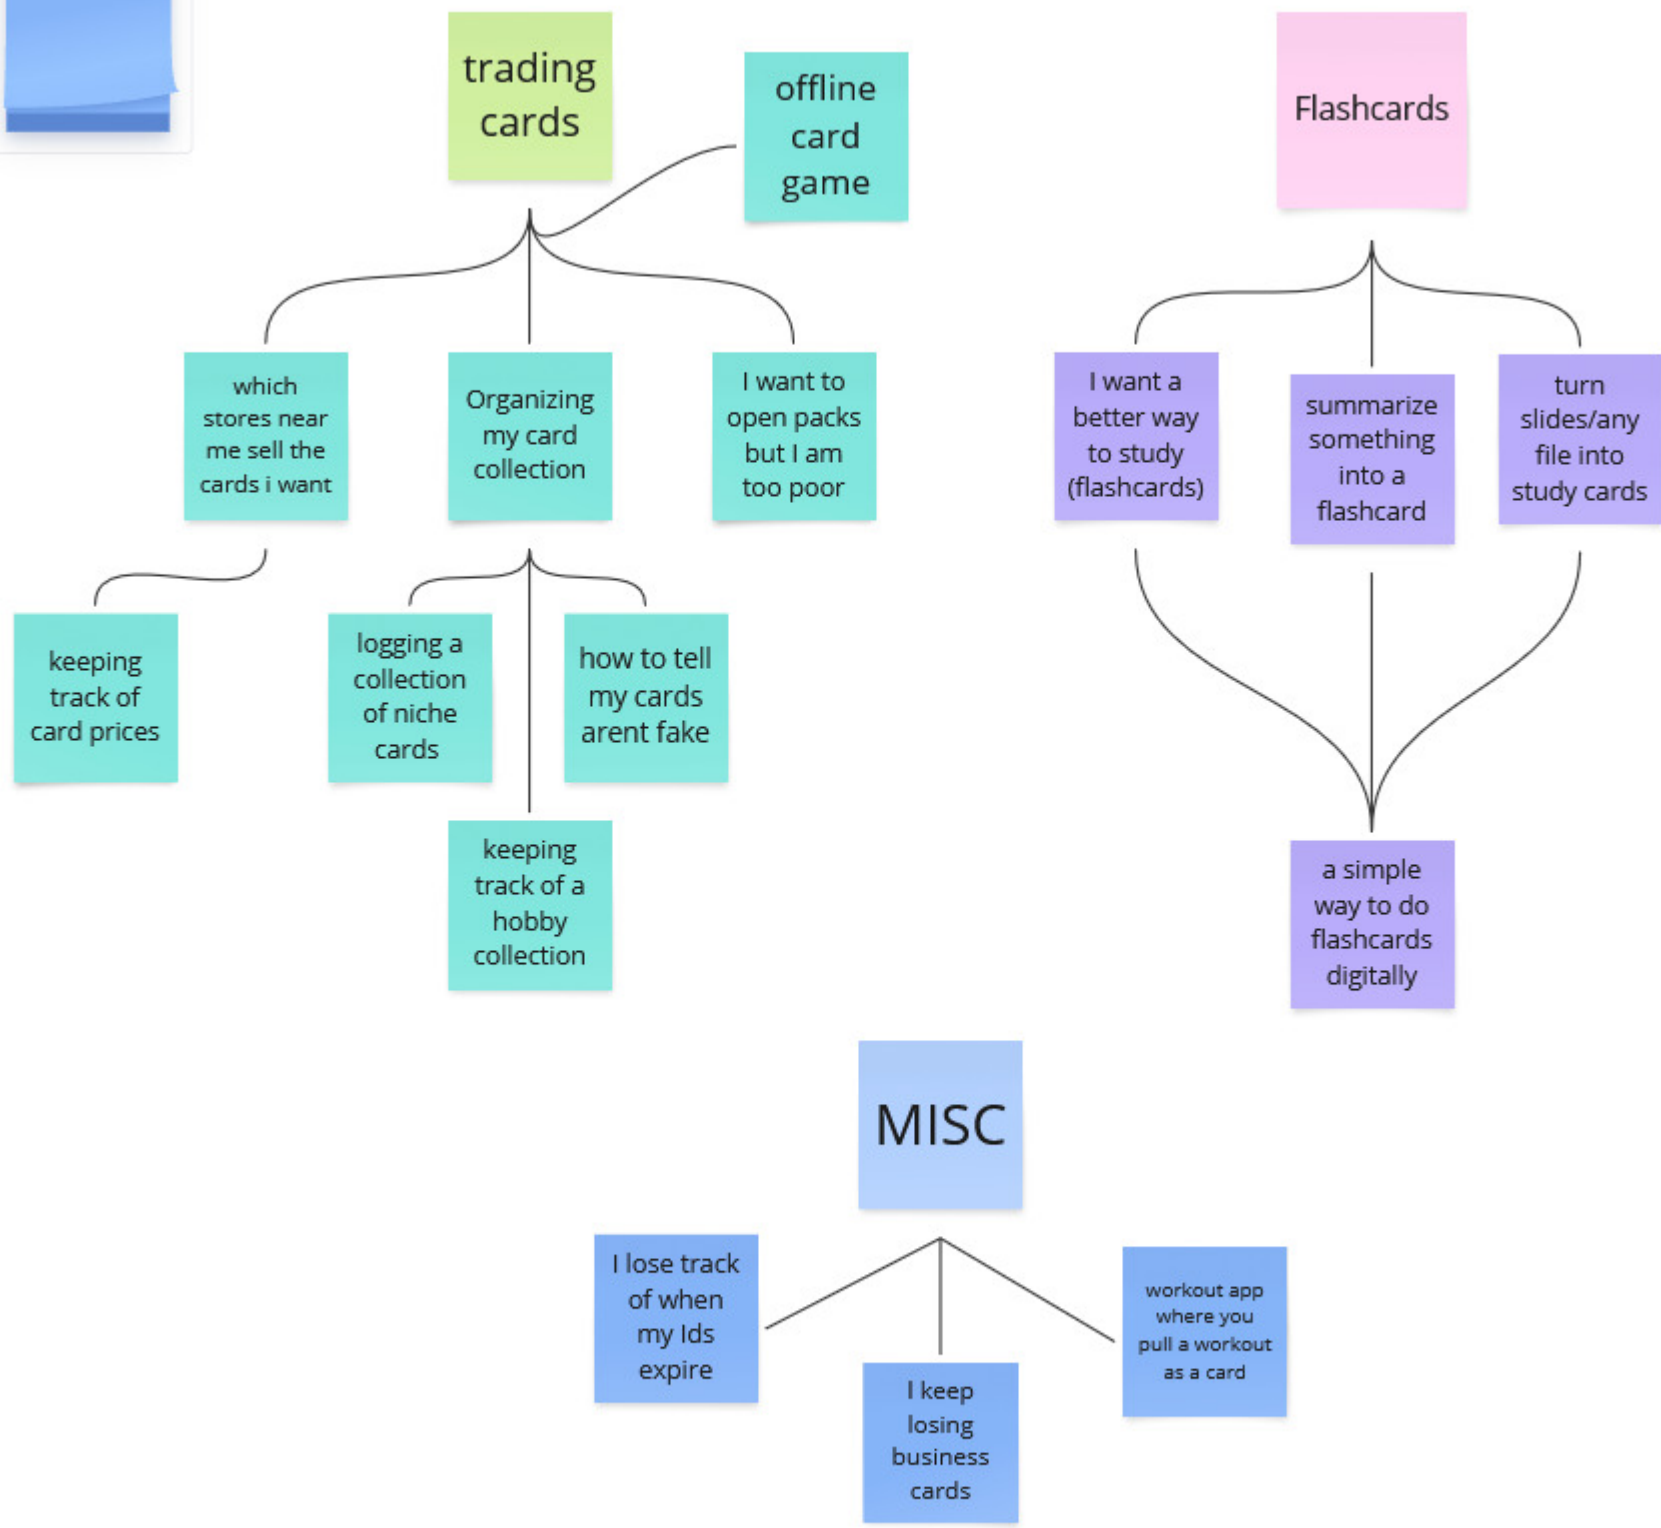 trading
cards
offline
card
game
Flashcards
which
stores near
me sell the
cards i want
Organizing
my card
collection
I want to
open packs
but I am
too poor
I want a
better way
to study
(flashcards)
summarize
something
into a
flashcard
turn
slides/any
file into
study cards
keeping
track of
card prices
logging a
collection
of niche
cards
how to tell
my cards
arent fake
keeping
track of a
hobby
collection
a simple
way to do
flashcards
digitally
MISC
I lose track
of when
my Ids
expire
I keep
losing
business
cards
workout app
where you
pull a workout
as a card